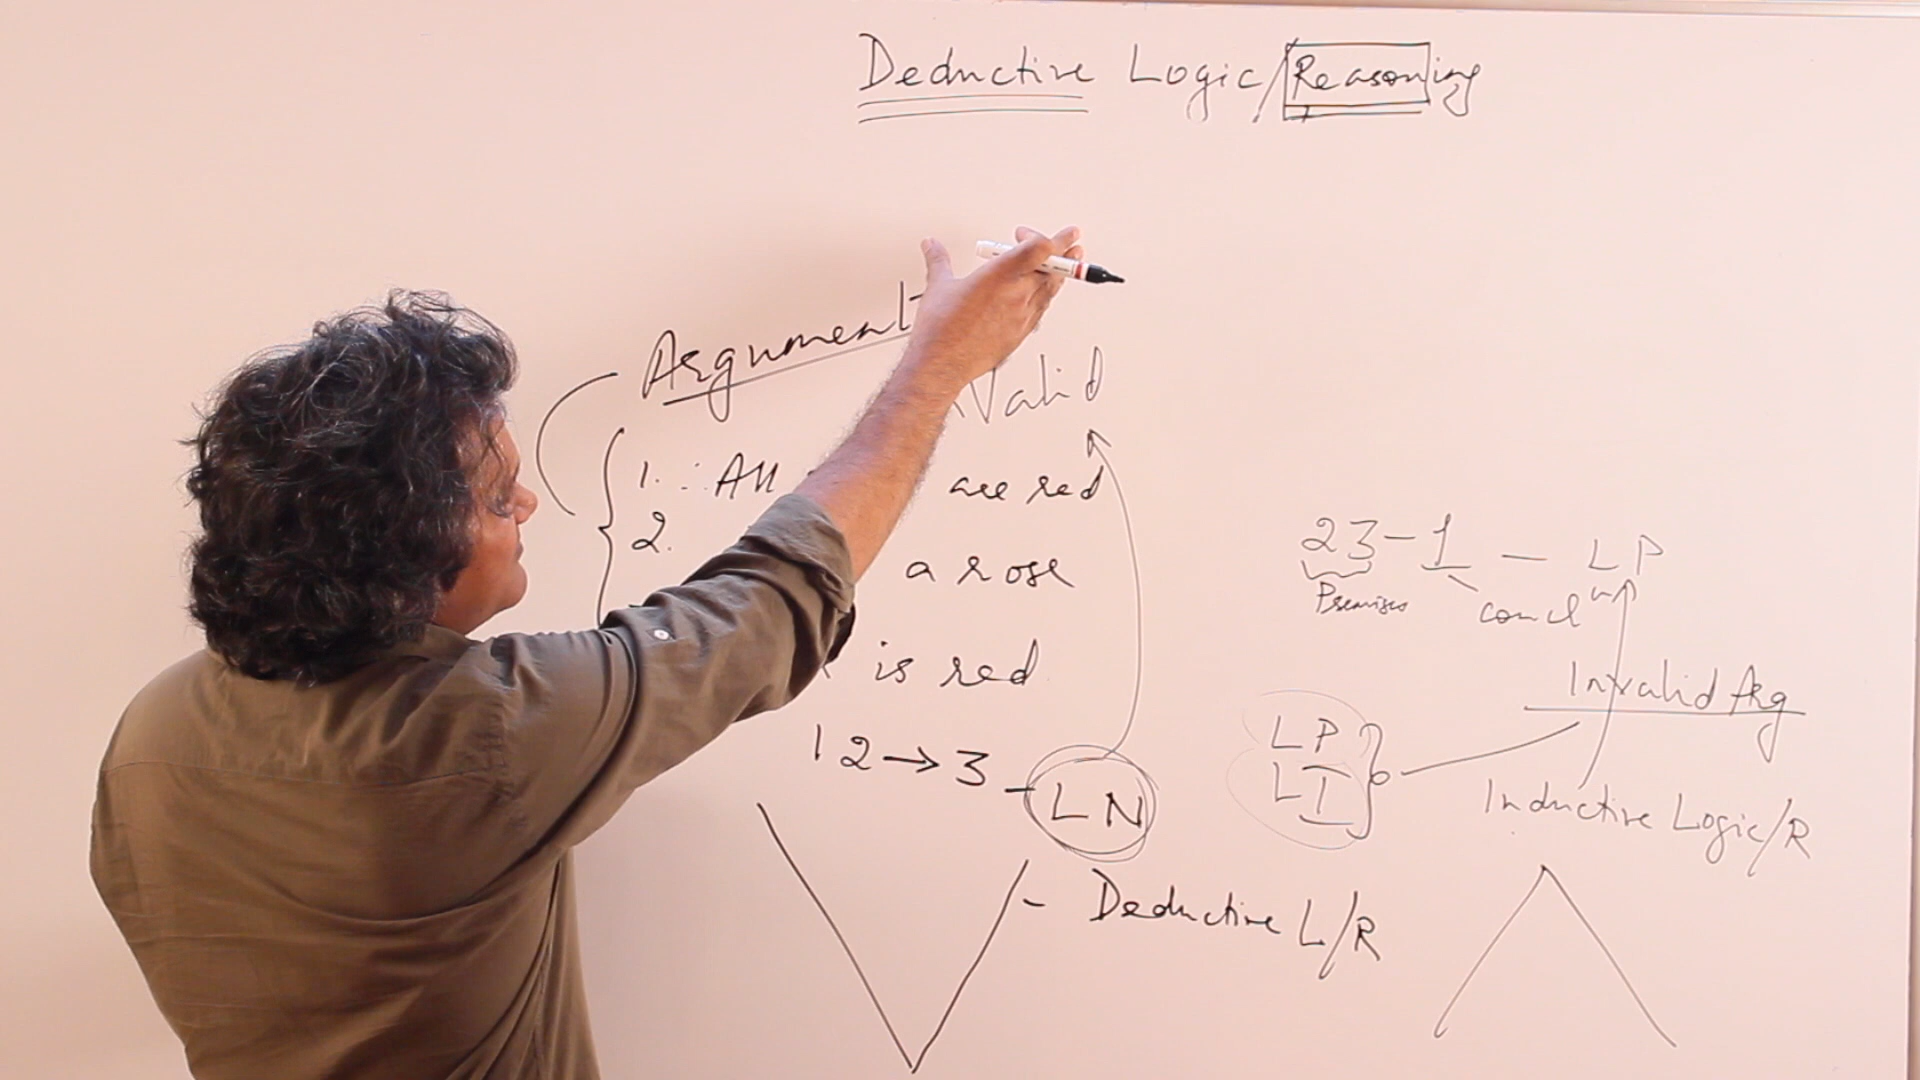 Deductive Logic/Reasoning
Argument
Valid
1. ∴ All are red
2. a rose
is red
1 2 → 3 - LN
- Deductive L/R
23 - 1 - LP
Premises concl
Invalid Arg
LP
LI
Inductive Logic/R